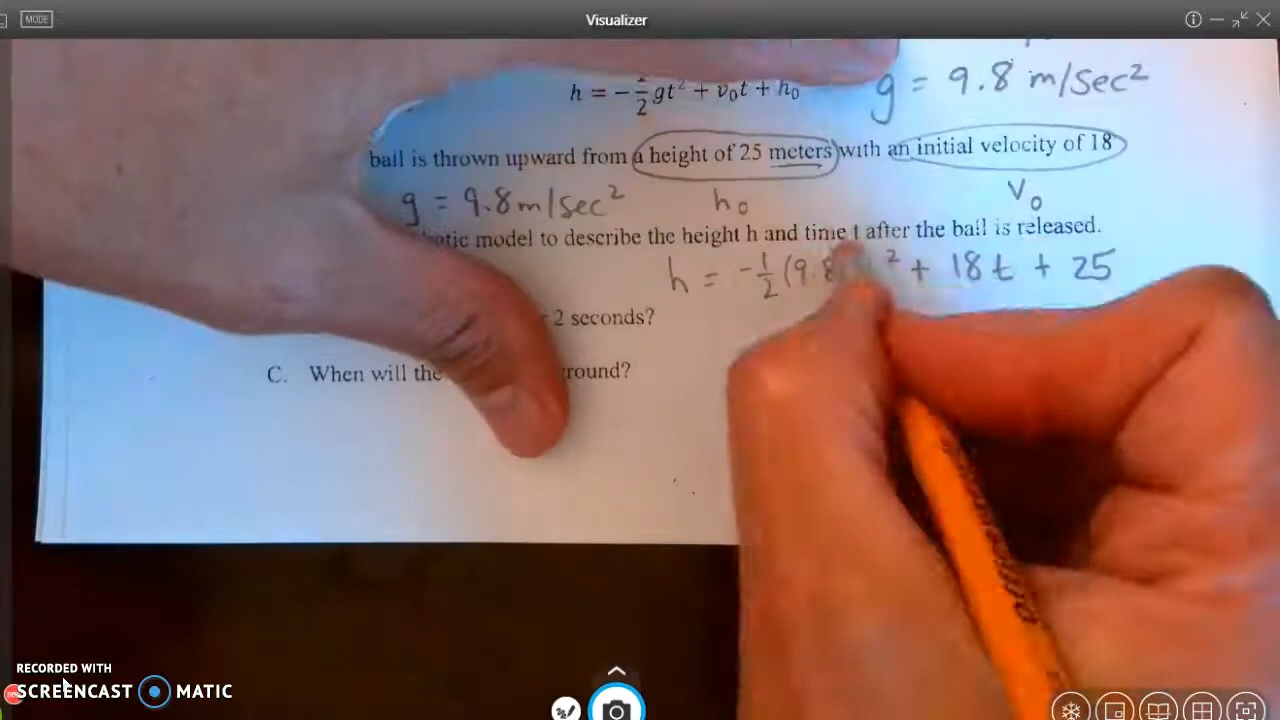 MODE
Visualizer
h = -1/2 gt² + v₀t + h₀
g = 9.8 m/sec²
ball is thrown upward from a height of 25 meters with an initial velocity of 18
g = 9.8 m/sec² h₀ V₀
model to describe the height h and time t after the ball is released.
h = -1/2 (9.8 ² + 18t + 25
2 seconds?
C. When will the round?
RECORDED WITH
SCREENCAST MATIC